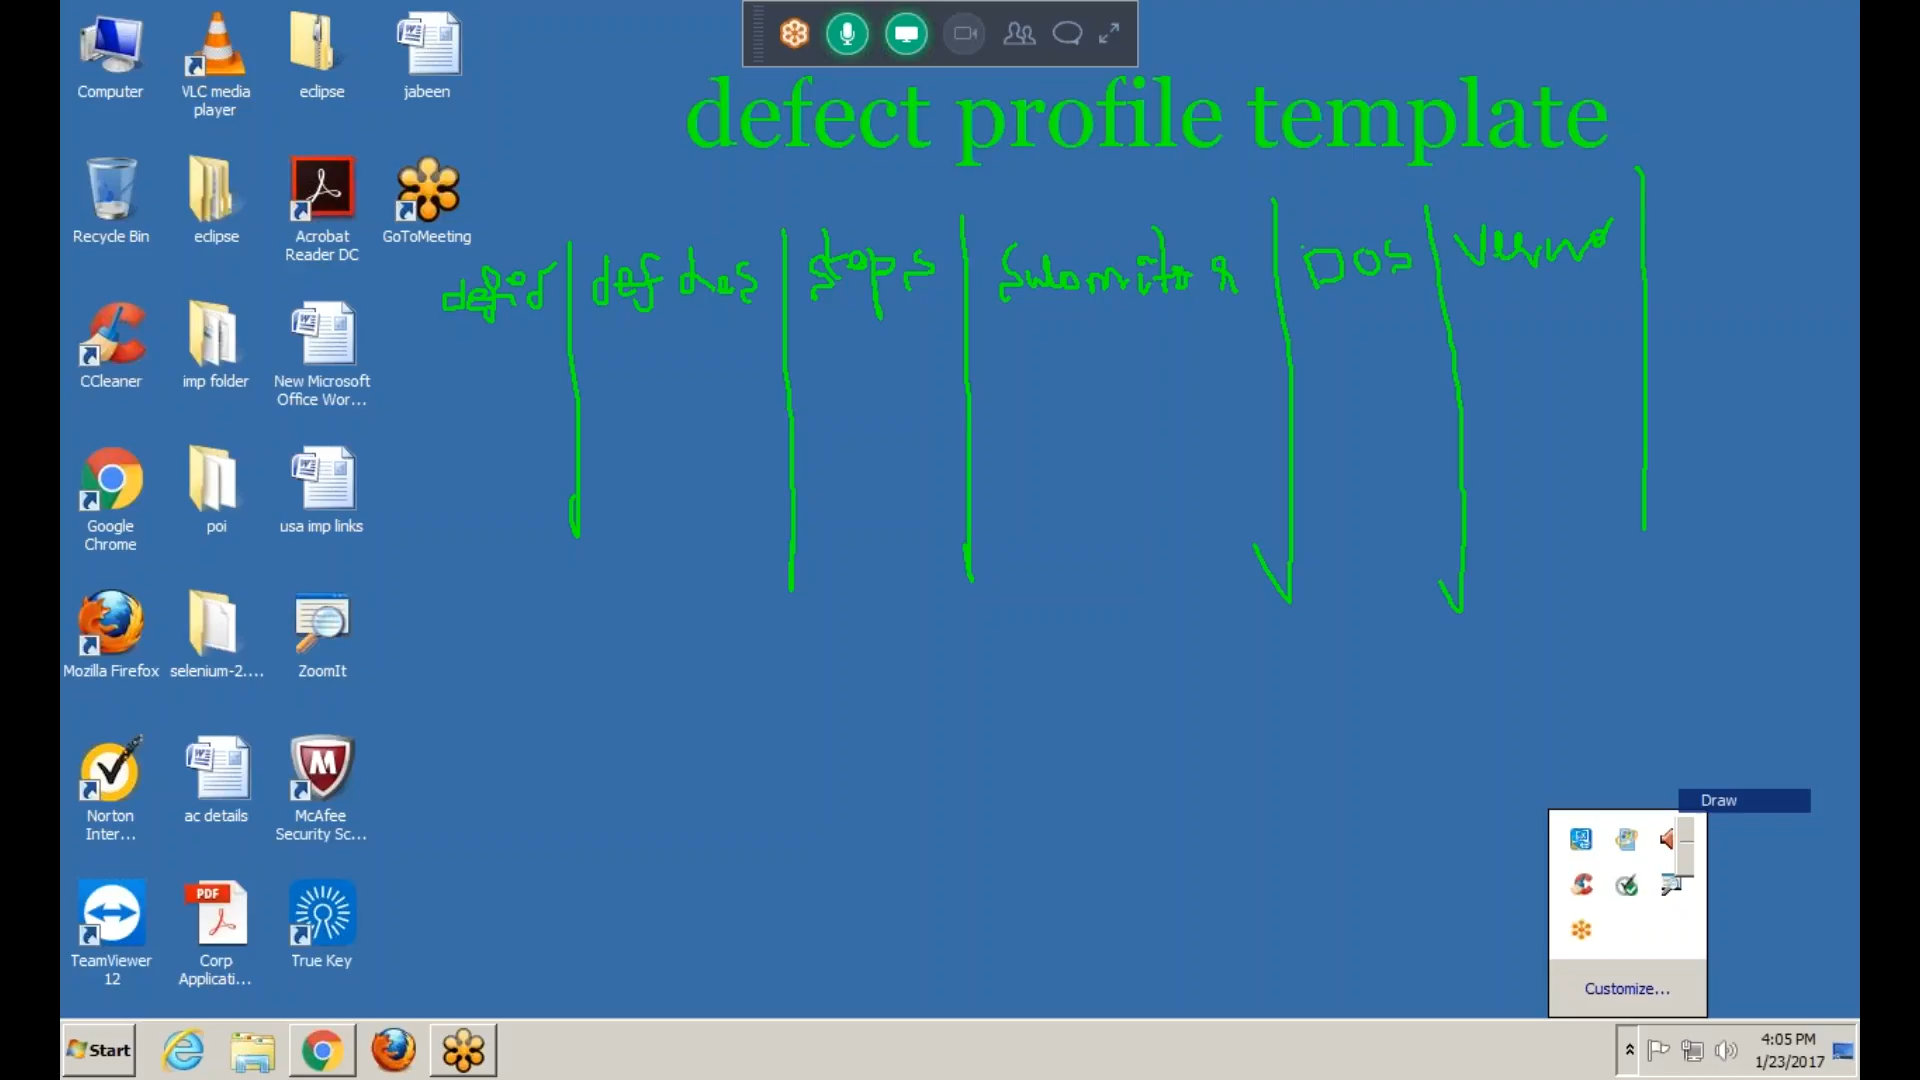 defect profile template
defid def des steps submitter DOS verno
Computer
VLC media
player
eclipse
jabeen
Recycle Bin
eclipse
Acrobat
Reader DC
GoToMeeting
CCleaner
imp folder
New Microsoft
Office Wor...
Google
Chrome
poi
usa imp links
Mozilla Firefox
selenium-2....
ZoomIt
Norton
Inter...
ac details
McAfee
Security Sc...
TeamViewer
12
PDF
Corp
Applicati...
True Key
Draw
Customize...
Start
4:05 PM
1/23/2017